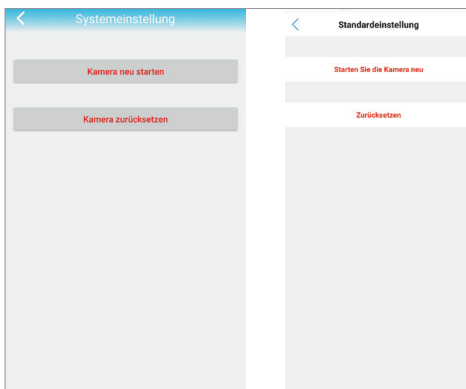 Systemeinstellung
Kamera neu starten
Kamera zurücksetzen
Standardeinstellung
Starten Sie die Kamera neu
Zurücksetzen